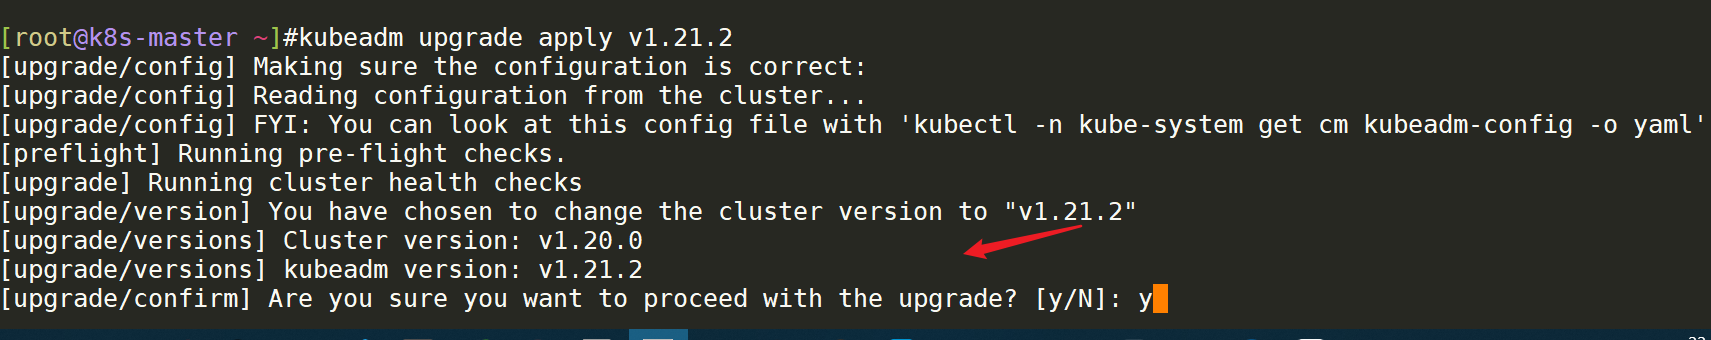 [root@k8s-master ~]#kubeadm upgrade apply v1.21.2
[upgrade/config] Making sure the configuration is correct:
[upgrade/config] Reading configuration from the cluster...
[upgrade/config] FYI: You can look at this config file with 'kubectl -n kube-system get cm kubeadm-config -o yaml'
[preflight] Running pre-flight checks.
[upgrade] Running cluster health checks
[upgrade/version] You have chosen to change the cluster version to "v1.21.2"
[upgrade/versions] Cluster version: v1.20.0
[upgrade/versions] kubeadm version: v1.21.2
[upgrade/confirm] Are you sure you want to proceed with the upgrade? [y/N]: y